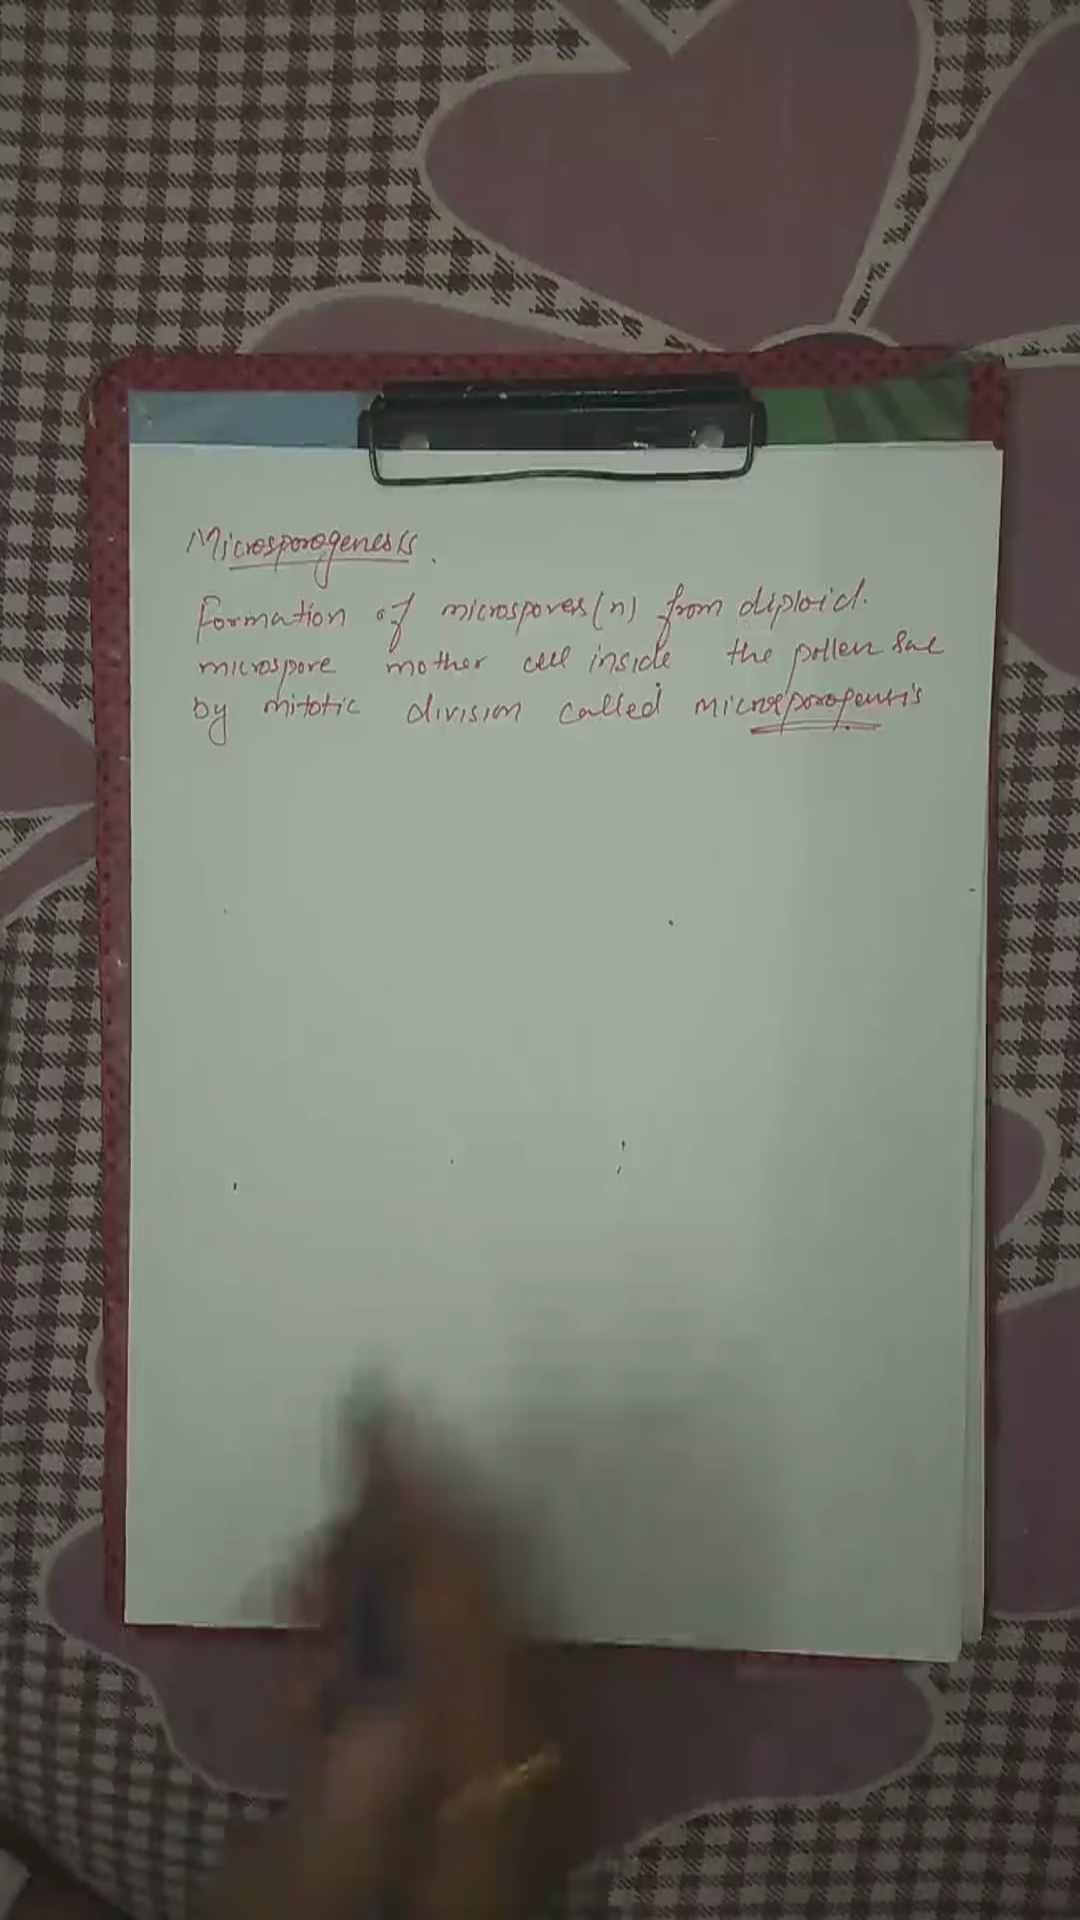 Microsporogenesis.
Formation of microspores(n) from diploid.
microspore mother cell inside the pollen sac
by mitotic division called microsporogenesis